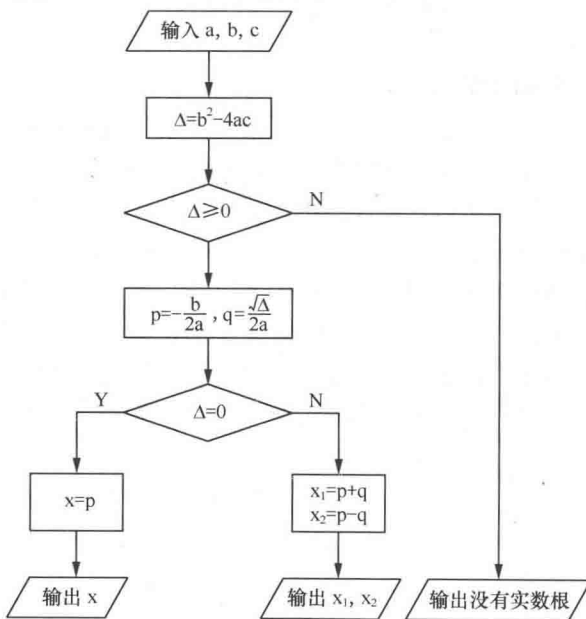 输入 a, b, c
Δ=b²−4ac
Δ≥0
N
p=−b/2a , q=√Δ/2a
Δ=0
Y
N
x=p
x₁=p+q
x₂=p−q
输出 x
输出 x₁, x₂
输出没有实数根